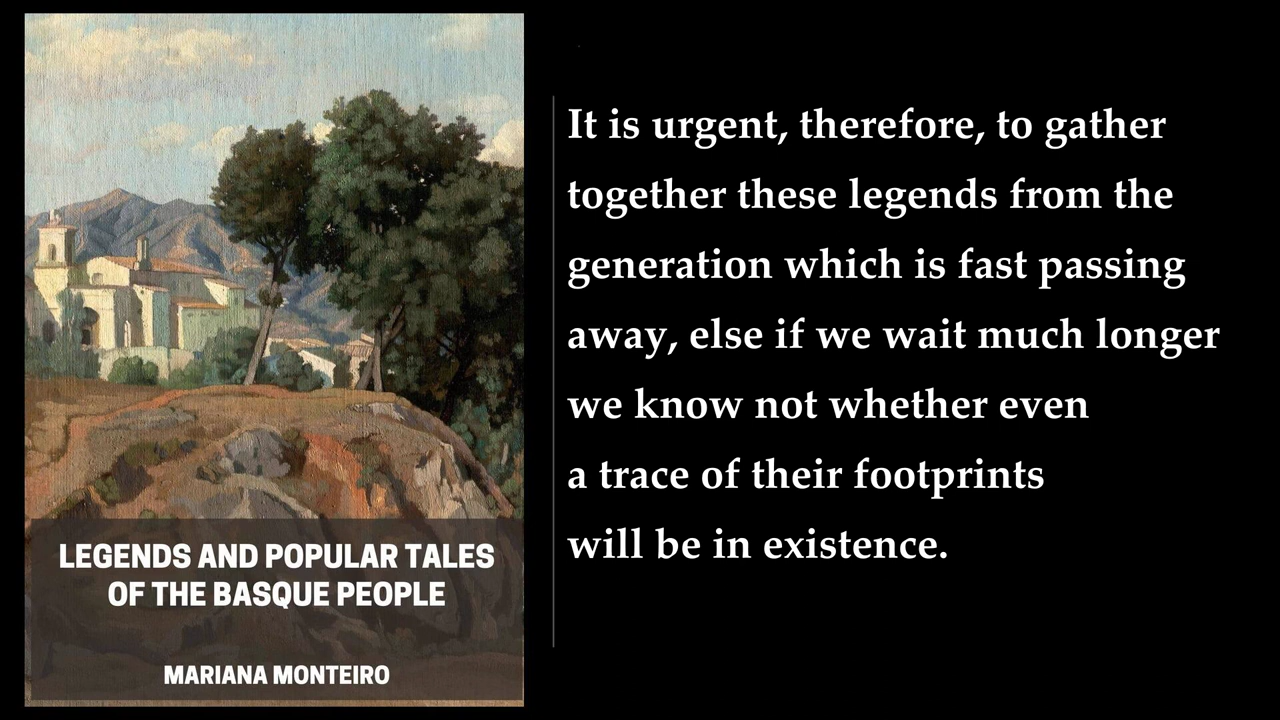 LEGENDS AND POPULAR TALES
OF THE BASQUE PEOPLE
MARIANA MONTEIRO
It is urgent, therefore, to gather
together these legends from the
generation which is fast passing
away, else if we wait much longer
we know not whether even
a trace of their footprints
will be in existence.